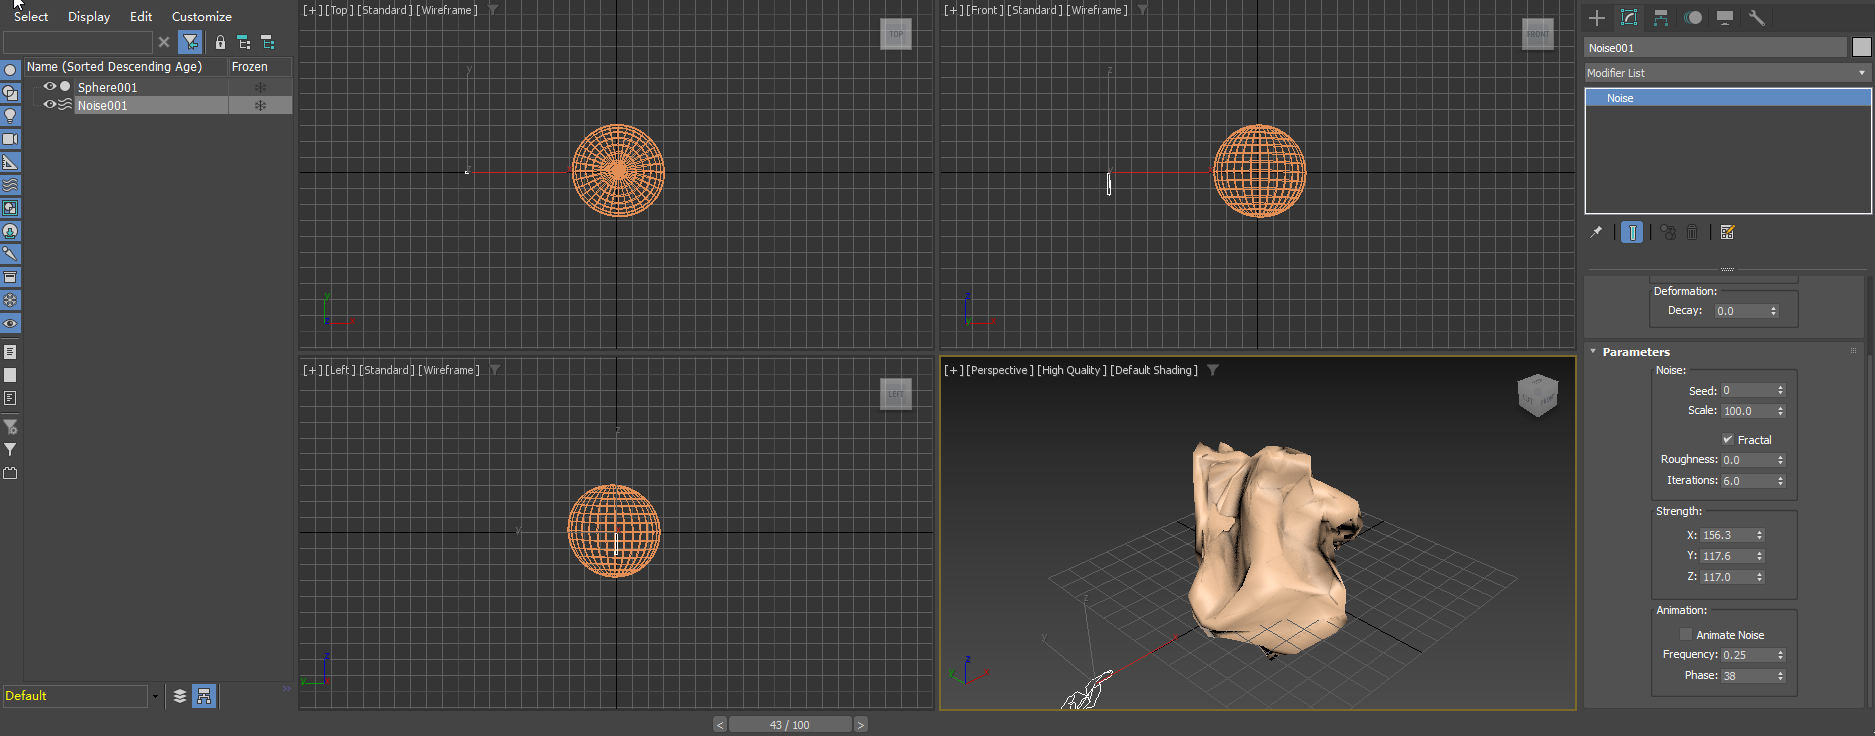 Select Display Edit Customize
Name (Sorted Descending Age) Frozen
Sphere001
Noise001
Default
[+][Top][Standard][Wireframe]
TOP
y
x
y
z
x
[+][Front][Standard][Wireframe]
FRONT
z
z
y
x
[+][Left][Standard][Wireframe]
LEFT
z
y
z
y
[+][Perspective][High Quality][Default Shading]
LEFT FRONT
z
y
x
z
y
x
< 43 / 100 >
Noise001
Modifier List
Noise
Deformation:
Decay: 0.0
Parameters
Noise:
Seed: 0
Scale: 100.0
Fractal
Roughness: 0.0
Iterations: 6.0
Strength:
X: 156.3
Y: 117.6
Z: 117.0
Animation:
Animate Noise
Frequency: 0.25
Phase: 38